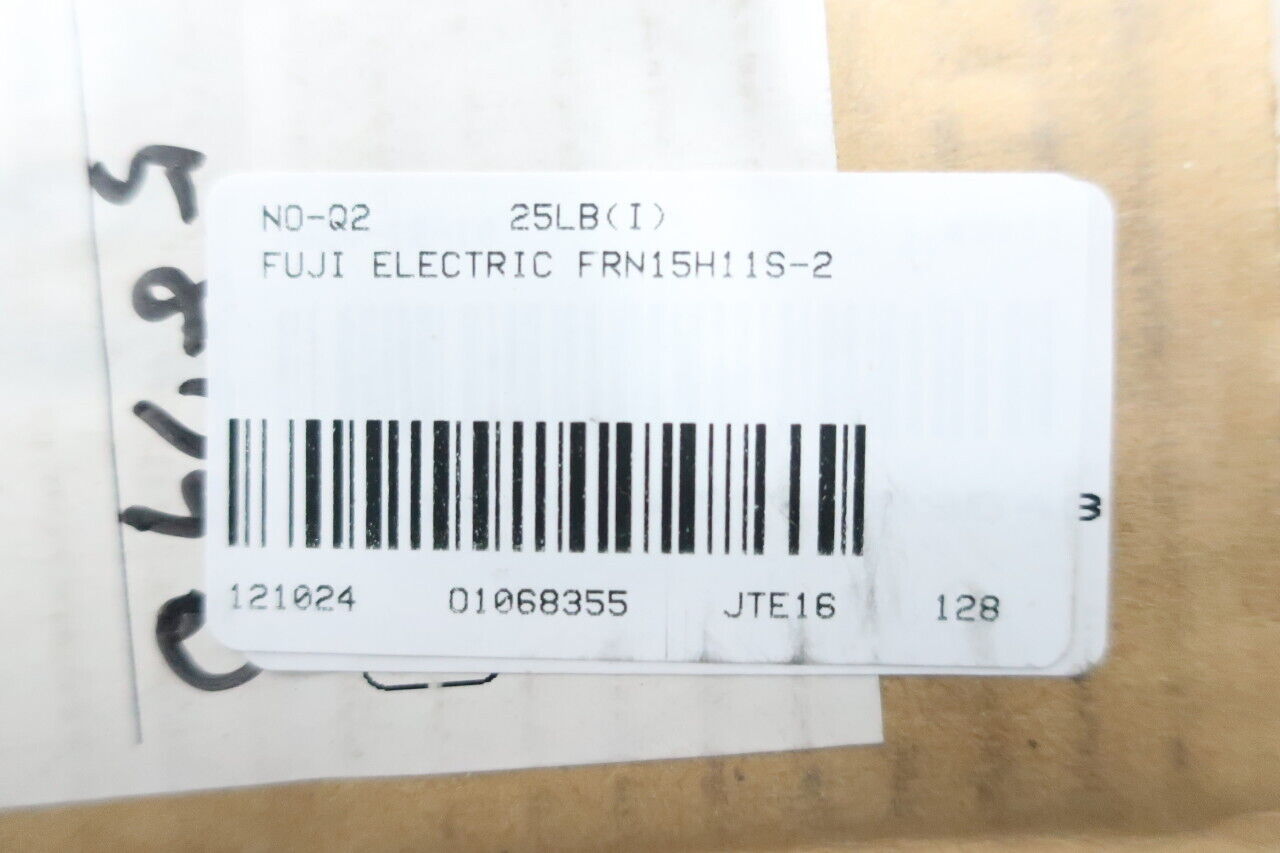 NO-Q2 25LB(I)
FUJI ELECTRIC FRN15H11S-2
121024 01068355 JTE16 128